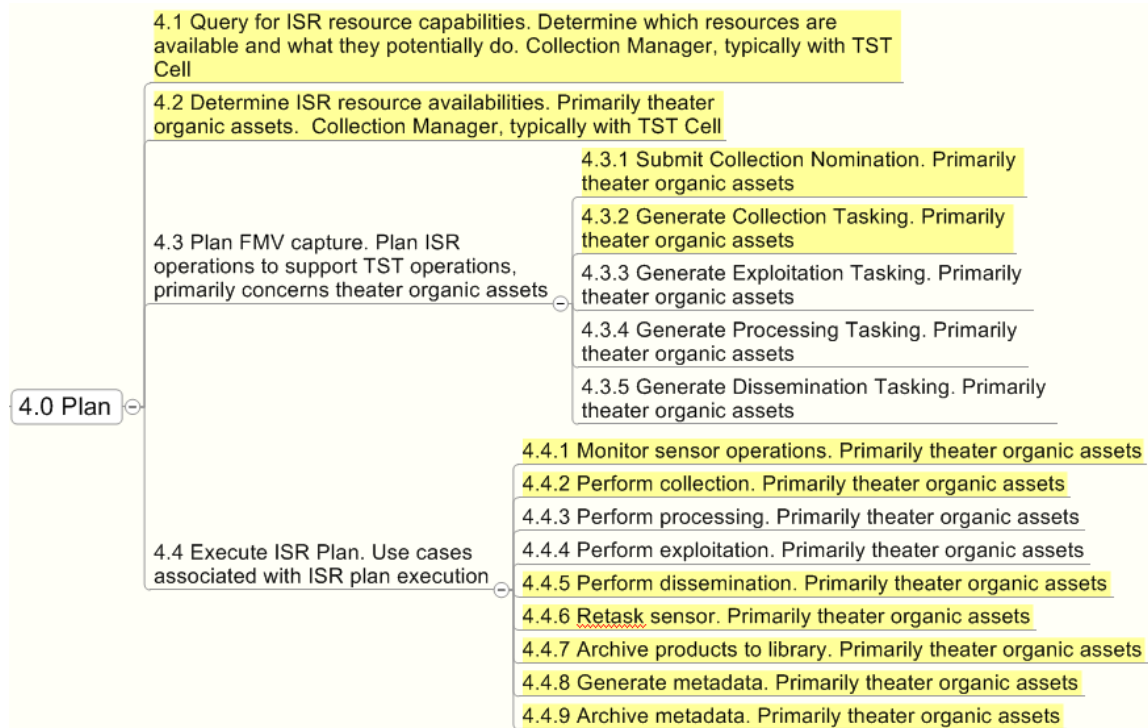 4.1 Query for ISR resource capabilities. Determine which resources are
available and what they potentially do. Collection Manager, typically with TST
Cell
4.2 Determine ISR resource availabilities. Primarily theater
organic assets.  Collection Manager, typically with TST Cell
4.3.1 Submit Collection Nomination. Primarily
theater organic assets
4.3.2 Generate Collection Tasking. Primarily
theater organic assets
4.3 Plan FMV capture. Plan ISR
operations to support TST operations,
primarily concerns theater organic assets
4.3.3 Generate Exploitation Tasking. Primarily
theater organic assets
4.3.4 Generate Processing Tasking. Primarily
theater organic assets
4.3.5 Generate Dissemination Tasking. Primarily
theater organic assets
4.0 Plan
4.4.1 Monitor sensor operations. Primarily theater organic assets
4.4.2 Perform collection. Primarily theater organic assets
4.4.3 Perform processing. Primarily theater organic assets
4.4 Execute ISR Plan. Use cases
associated with ISR plan execution
4.4.4 Perform exploitation. Primarily theater organic assets
4.4.5 Perform dissemination. Primarily theater organic assets
4.4.6 Retask sensor. Primarily theater organic assets
4.4.7 Archive products to library. Primarily theater organic assets
4.4.8 Generate metadata. Primarily theater organic assets
4.4.9 Archive metadata. Primarily theater organic assets